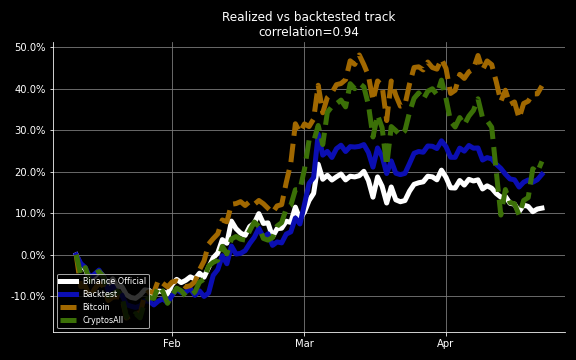 Realized vs backtested track
correlation=0.94
50.0%
40.0%
30.0%
20.0%
10.0%
0.0%
-10.0%
Binance Official
Backtest
Bitcoin
CryptosAll
Feb
Mar
Apr